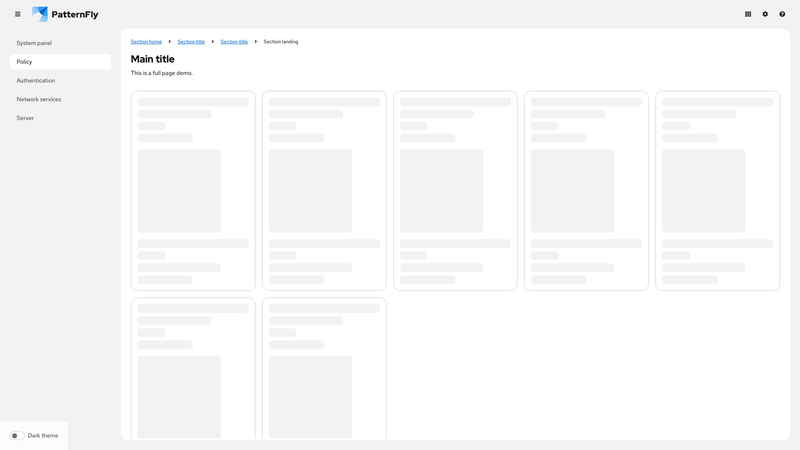 PatternFly
System panel
Policy
Authentication
Network services
Server
Section home > Section title > Section title > Section landing
Main title
This is a full page demo.
Dark theme